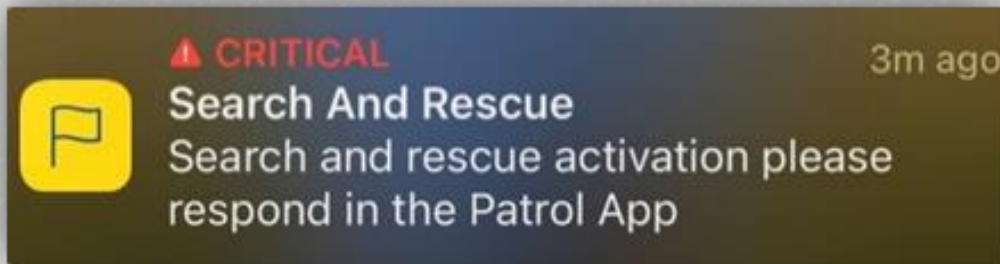 CRITICAL
3m ago
Search And Rescue
Search and rescue activation please
respond in the Patrol App